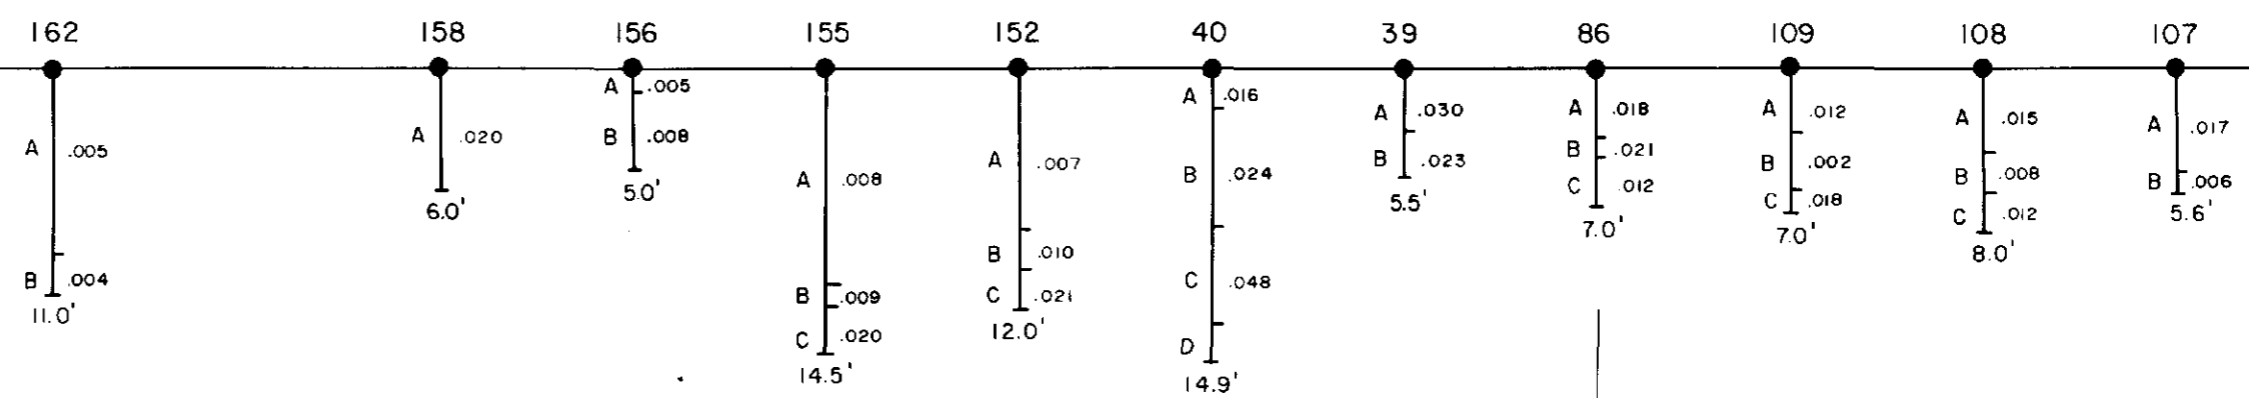 162 158 156 155 152 40 39 86 109 108 107
A .005
B .004
11.0'
A .020
6.0'
A .005
B .008
5.0'
A .008
B .009
C .020
14.5'
A .007
B .010
C .021
12.0'
A .016
B .024
C .048
D
14.9'
A .030
B .023
5.5'
A .018
B .021
C .012
7.0'
A .012
B .002
C .018
7.0'
A .015
B .008
C .012
8.0'
A .017
B .006
5.6'